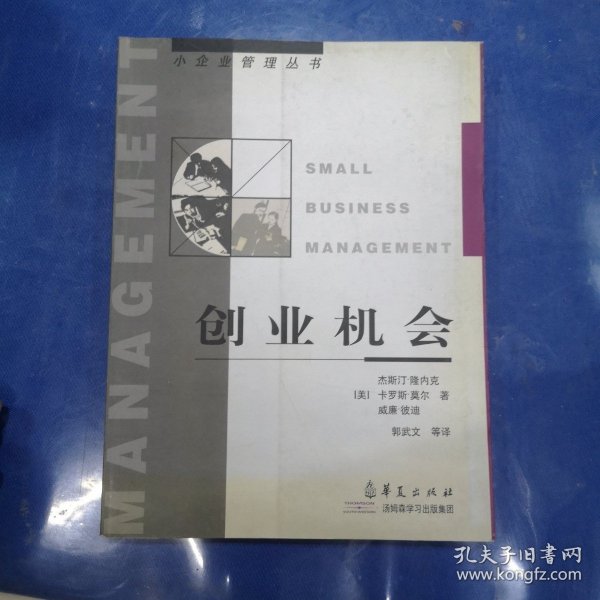 小企业管理丛书
MANAGEMENT
SMALL
BUSINESS
MANAGEMENT
创业机会
杰斯汀·隆内克
[美] 卡罗斯·莫尔 著
威廉·彼迪
郭武文 等译
华夏出版社
THOMSON
汤姆森学习出版集团
孔夫子旧书网
www.kongfz.com